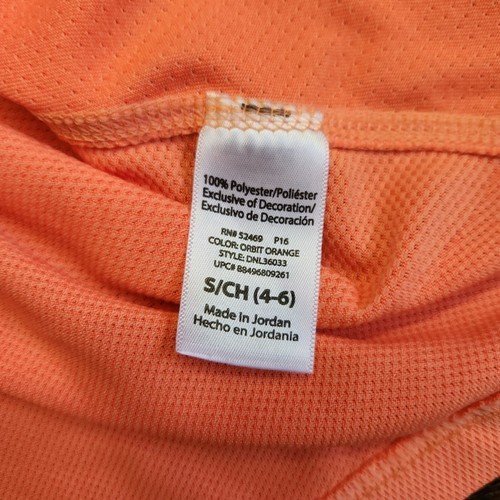 100% Polyester/Poliéster
Exclusive of Decoration/
Exclusivo de Decoración
RN# 52469 P16
COLOR: ORBIT ORANGE
STYLE: DNL36033
UPC# 88496809261
S/CH (4-6)
Made in Jordan
Hecho en Jordania